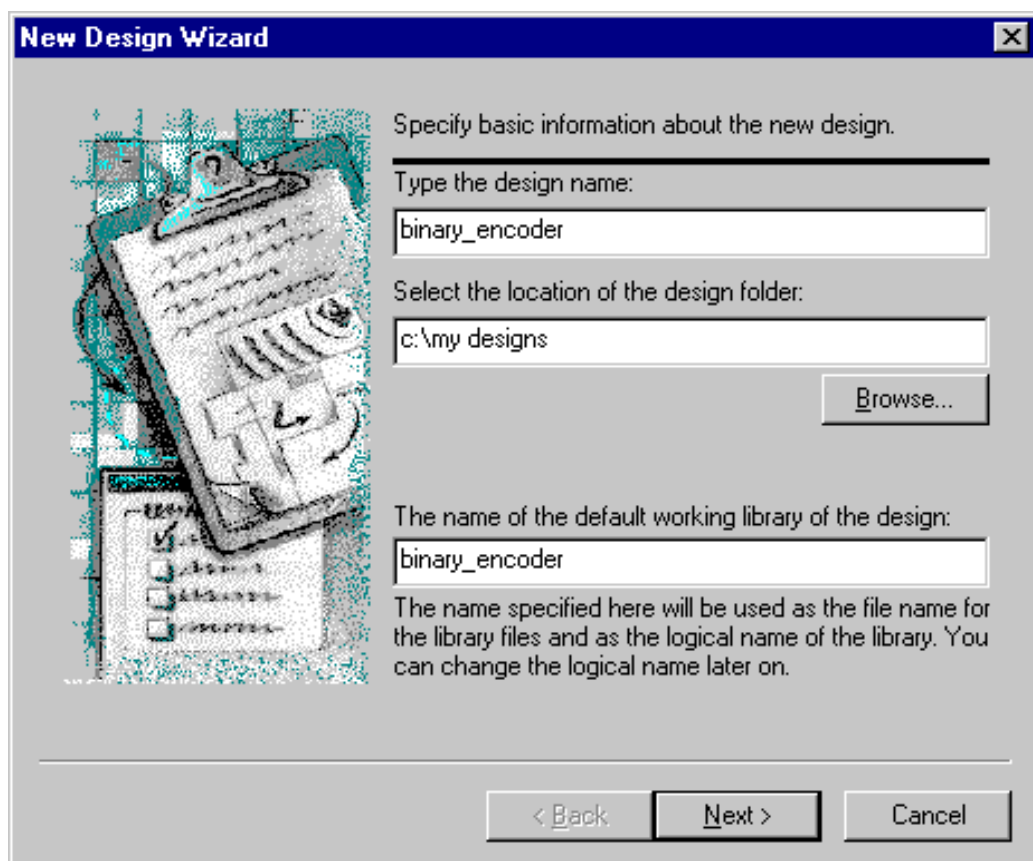 New Design Wizard
Specify basic information about the new design.
Type the design name:
binary_encoder
Select the location of the design folder:
c:\my designs
Browse...
The name of the default working library of the design:
binary_encoder
The name specified here will be used as the file name for
the library files and as the logical name of the library. You
can change the logical name later on.
< Back
Next >
Cancel